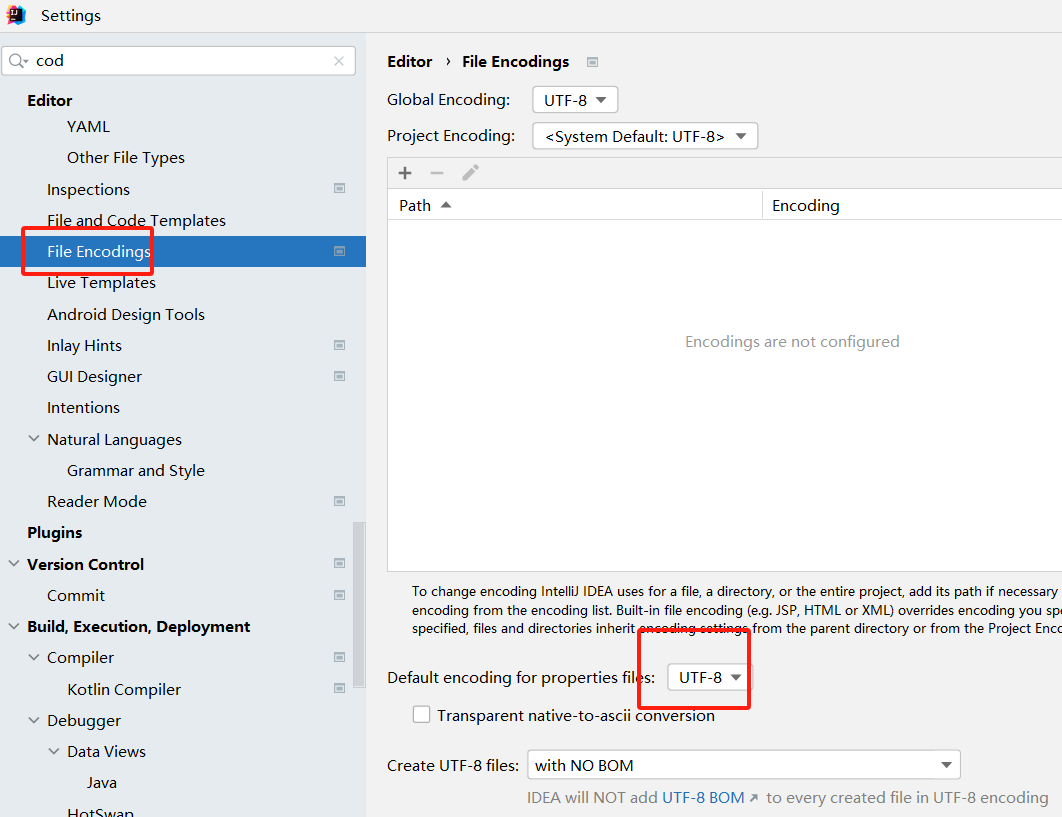 Settings
cod
Editor
YAML
Other File Types
Inspections
File and Code Templates
File Encodings
Live Templates
Android Design Tools
Inlay Hints
GUI Designer
Intentions
Natural Languages
Grammar and Style
Reader Mode
Plugins
Version Control
Commit
Build, Execution, Deployment
Compiler
Kotlin Compiler
Debugger
Data Views
Java
HotSwap
Editor › File Encodings
Global Encoding: UTF-8
Project Encoding: <System Default: UTF-8>
Path Encoding
Encodings are not configured
To change encoding IntelliJ IDEA uses for a file, a directory, or the entire project, add its path if necessary
encoding from the encoding list. Built-in file encoding (e.g. JSP, HTML or XML) overrides encoding you spe
specified, files and directories inherit encoding settings from the parent directory or from the Project Enco
Default encoding for properties files: UTF-8
Transparent native-to-ascii conversion
Create UTF-8 files: with NO BOM
IDEA will NOT add UTF-8 BOM ↗ to every created file in UTF-8 encoding